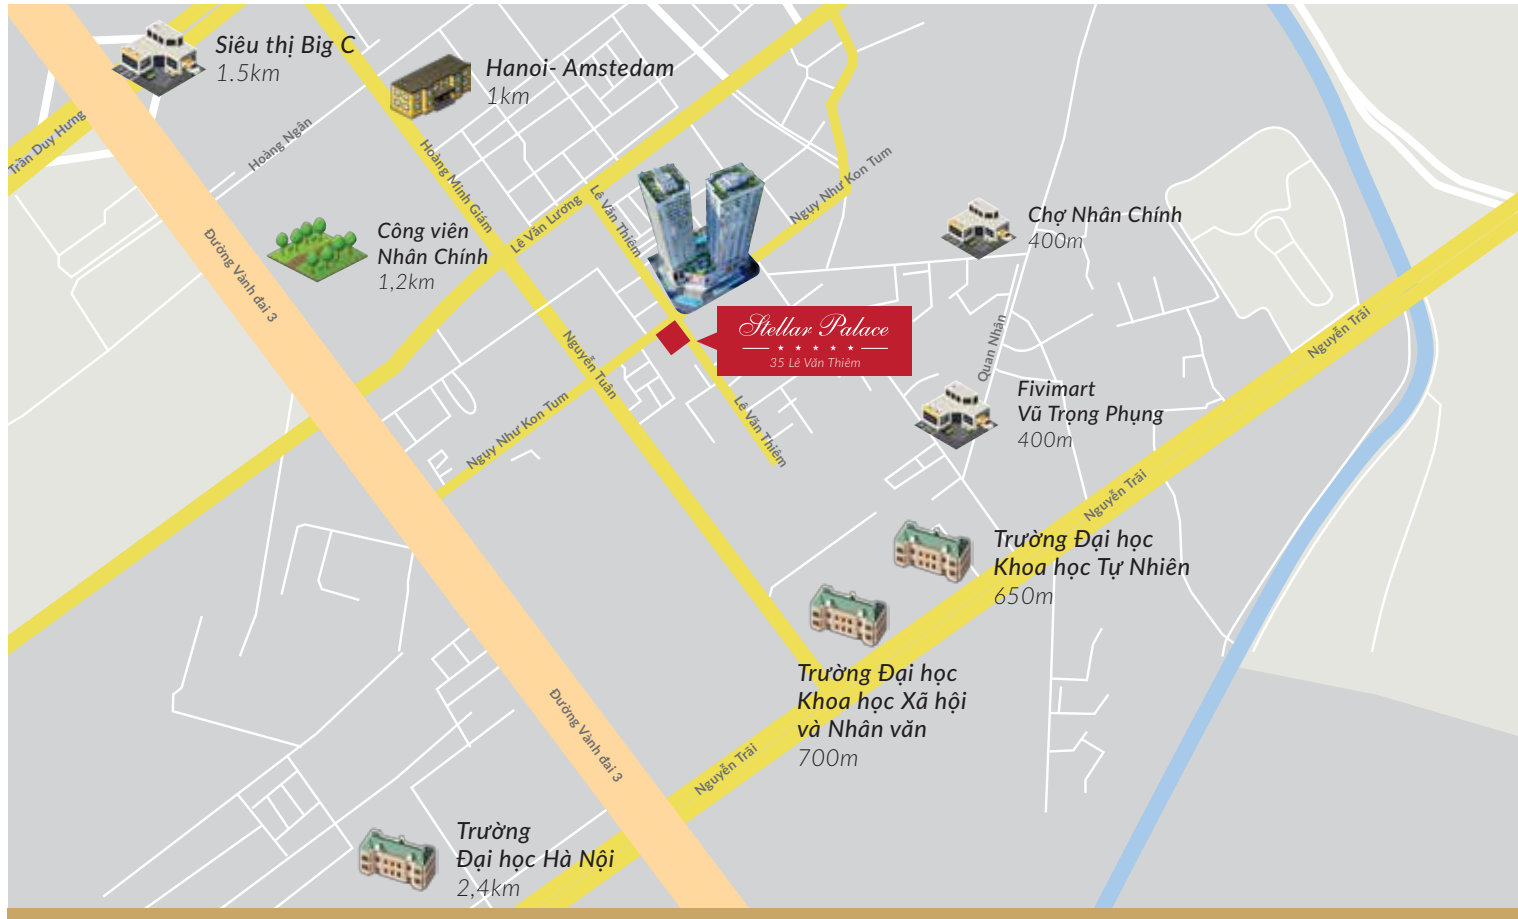 Siêu thị Big C
1.5km
Hanoi- Amstedam
1km
Trần Duy Hưng
Hoàng Ngân
Hoàng Minh Giám
Lê Văn Lương
Lê Văn Thiêm
Ngụy Như Kon Tum
Chợ Nhân Chính
400m
Công viên
Nhân Chính
1,2km
Đường Vành đai 3
Stellar Palace
35 Lê Văn Thiêm
Nguyễn Tuân
Quan Nhân
Nguyễn Trãi
Fivimart
Vũ Trọng Phụng
400m
Ngụy Như Kon Tum
Lê Văn Thiêm
Nguyễn Trãi
Trường Đại học
Khoa học Tự Nhiên
650m
Trường Đại học
Khoa học Xã hội
và Nhân văn
700m
Đường Vành đai 3
Nguyễn Trãi
Trường
Đại học Hà Nội
2,4km